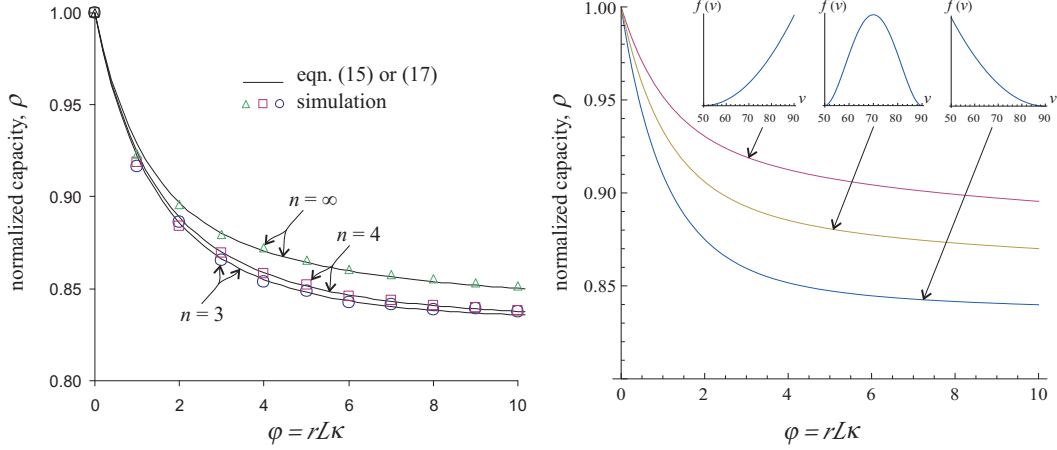 1.00
0.95
0.90
0.85
0.80
normalized capacity, ρ
eqn. (15) or (17)
simulation
n = ∞
n = 4
n = 3
0 2 4 6 8 10
φ = rLκ
1.00
0.95
0.90
0.85
normalized capacity, ρ
f (v) f (v) f (v)
v v v
50 60 70 80 90 50 60 70 80 90 50 60 70 80 90
0 2 4 6 8 10
φ = rLκ